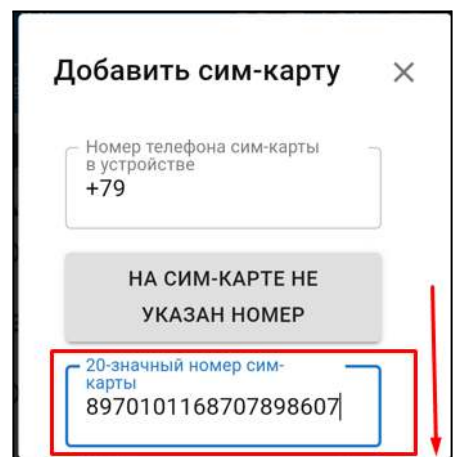 Добавить сим-карту
Номер телефона сим-карты
в устройстве
+79
НА СИМ-КАРТЕ НЕ
УКАЗАН НОМЕР
20-значный номер сим-
карты
8970101168707898607